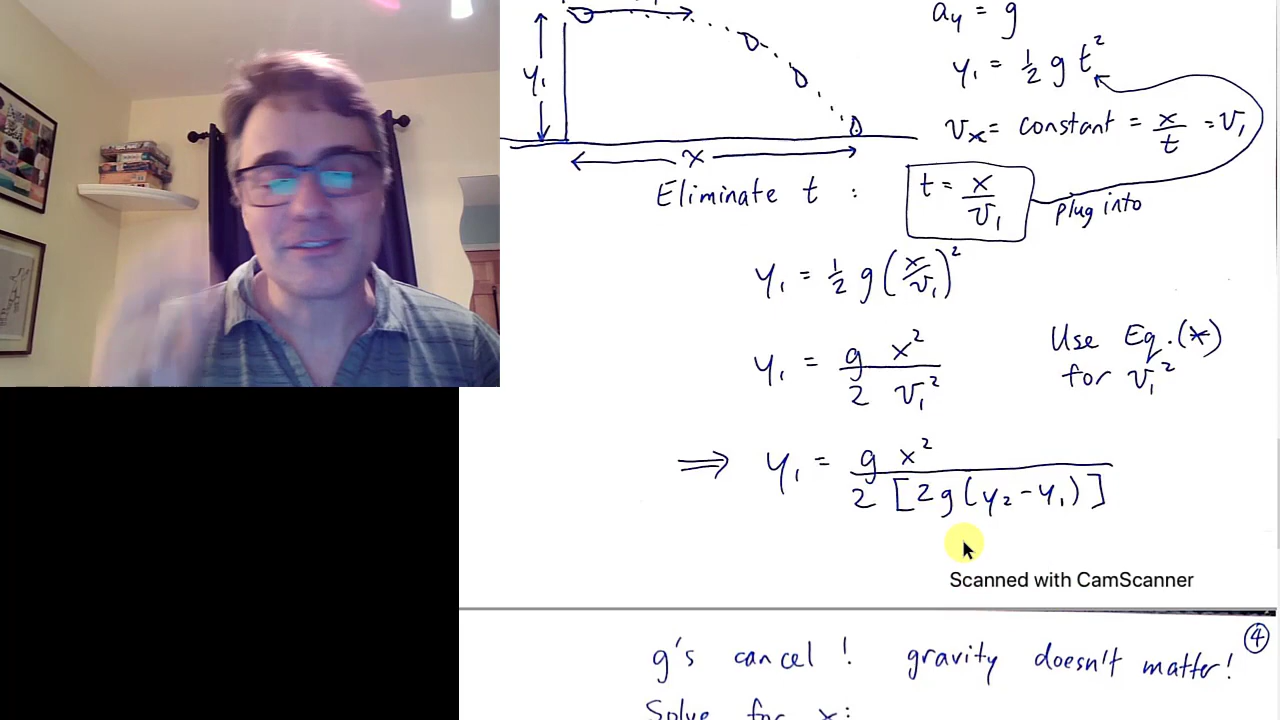 a_y = g
y₁
y₁ = ½ g t²
v_x = constant = x/t = v₁
x
Eliminate t :
t = x/v₁
plug into
y₁ = ½ g (x/v₁)²
y₁ = g x² / 2 v₁²
Use Eq.(*)
for v₁²
⟹ y₁ = g x² / 2 [2g(y₂-y₁)]
Scanned with CamScanner
④
g's cancel ! gravity doesn't matter!
Solve for x: